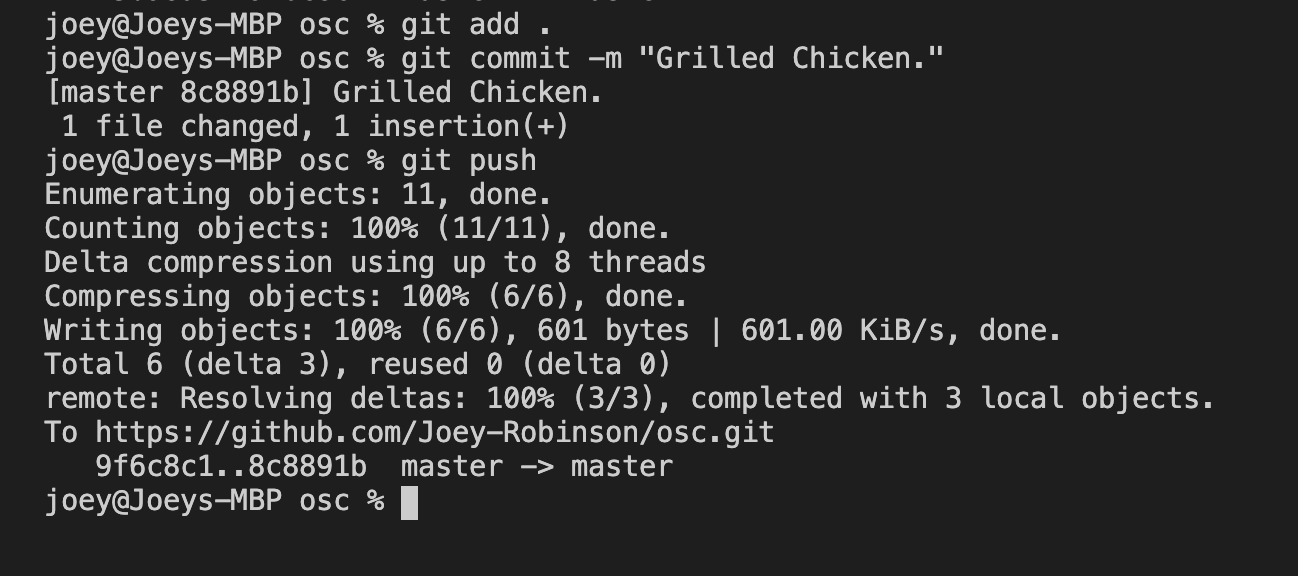 joey@Joeys-MBP osc % git add .
joey@Joeys-MBP osc % git commit -m "Grilled Chicken."
[master 8c8891b] Grilled Chicken.
 1 file changed, 1 insertion(+)
joey@Joeys-MBP osc % git push
Enumerating objects: 11, done.
Counting objects: 100% (11/11), done.
Delta compression using up to 8 threads
Compressing objects: 100% (6/6), done.
Writing objects: 100% (6/6), 601 bytes | 601.00 KiB/s, done.
Total 6 (delta 3), reused 0 (delta 0)
remote: Resolving deltas: 100% (3/3), completed with 3 local objects.
To https://github.com/Joey-Robinson/osc.git
   9f6c8c1..8c8891b  master -> master
joey@Joeys-MBP osc %